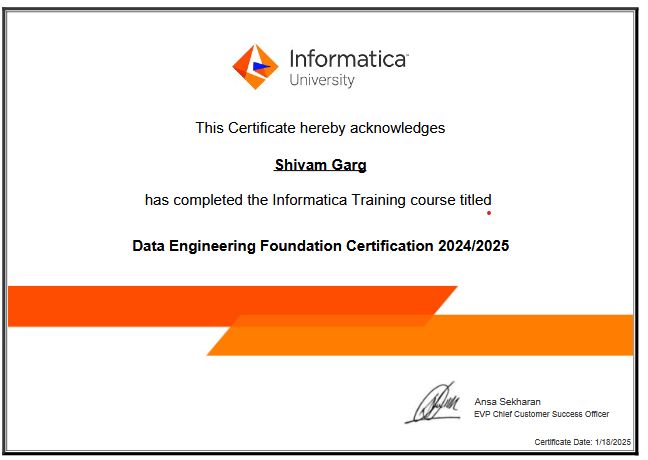 Informatica™
University
This Certificate hereby acknowledges
Shivam Garg
has completed the Informatica Training course titled
Data Engineering Foundation Certification 2024/2025
Ansa Sekharan
EVP Chief Customer Success Officer
Certificate Date: 1/18/2025